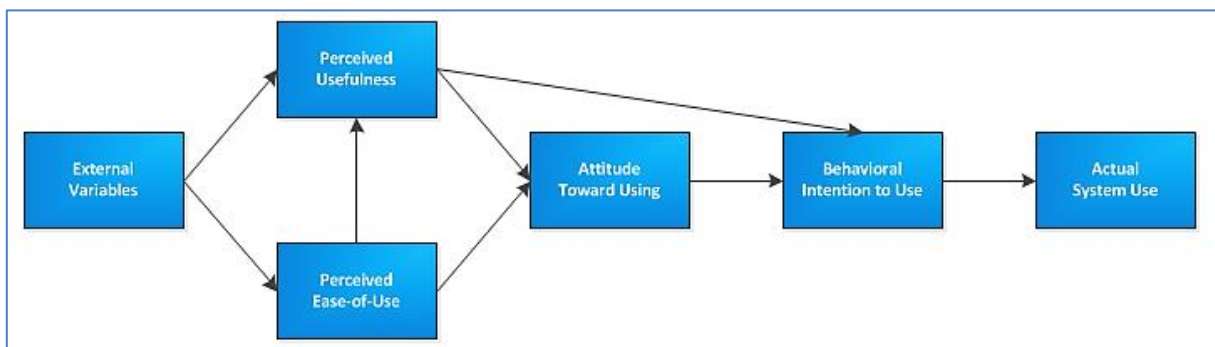 Perceived
Usefulness
External
Variables
Attitude
Toward Using
Behavioral
Intention to Use
Actual
System Use
Perceived
Ease-of-Use